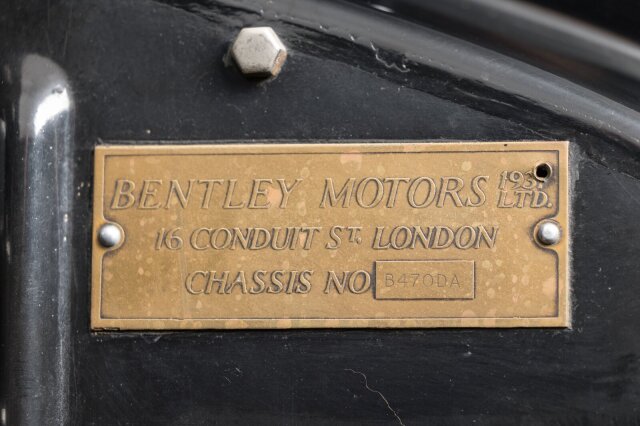 BENTLEY MOTORS 1931 LTD.
16 CONDUIT ST. LONDON
CHASSIS NO B470DA